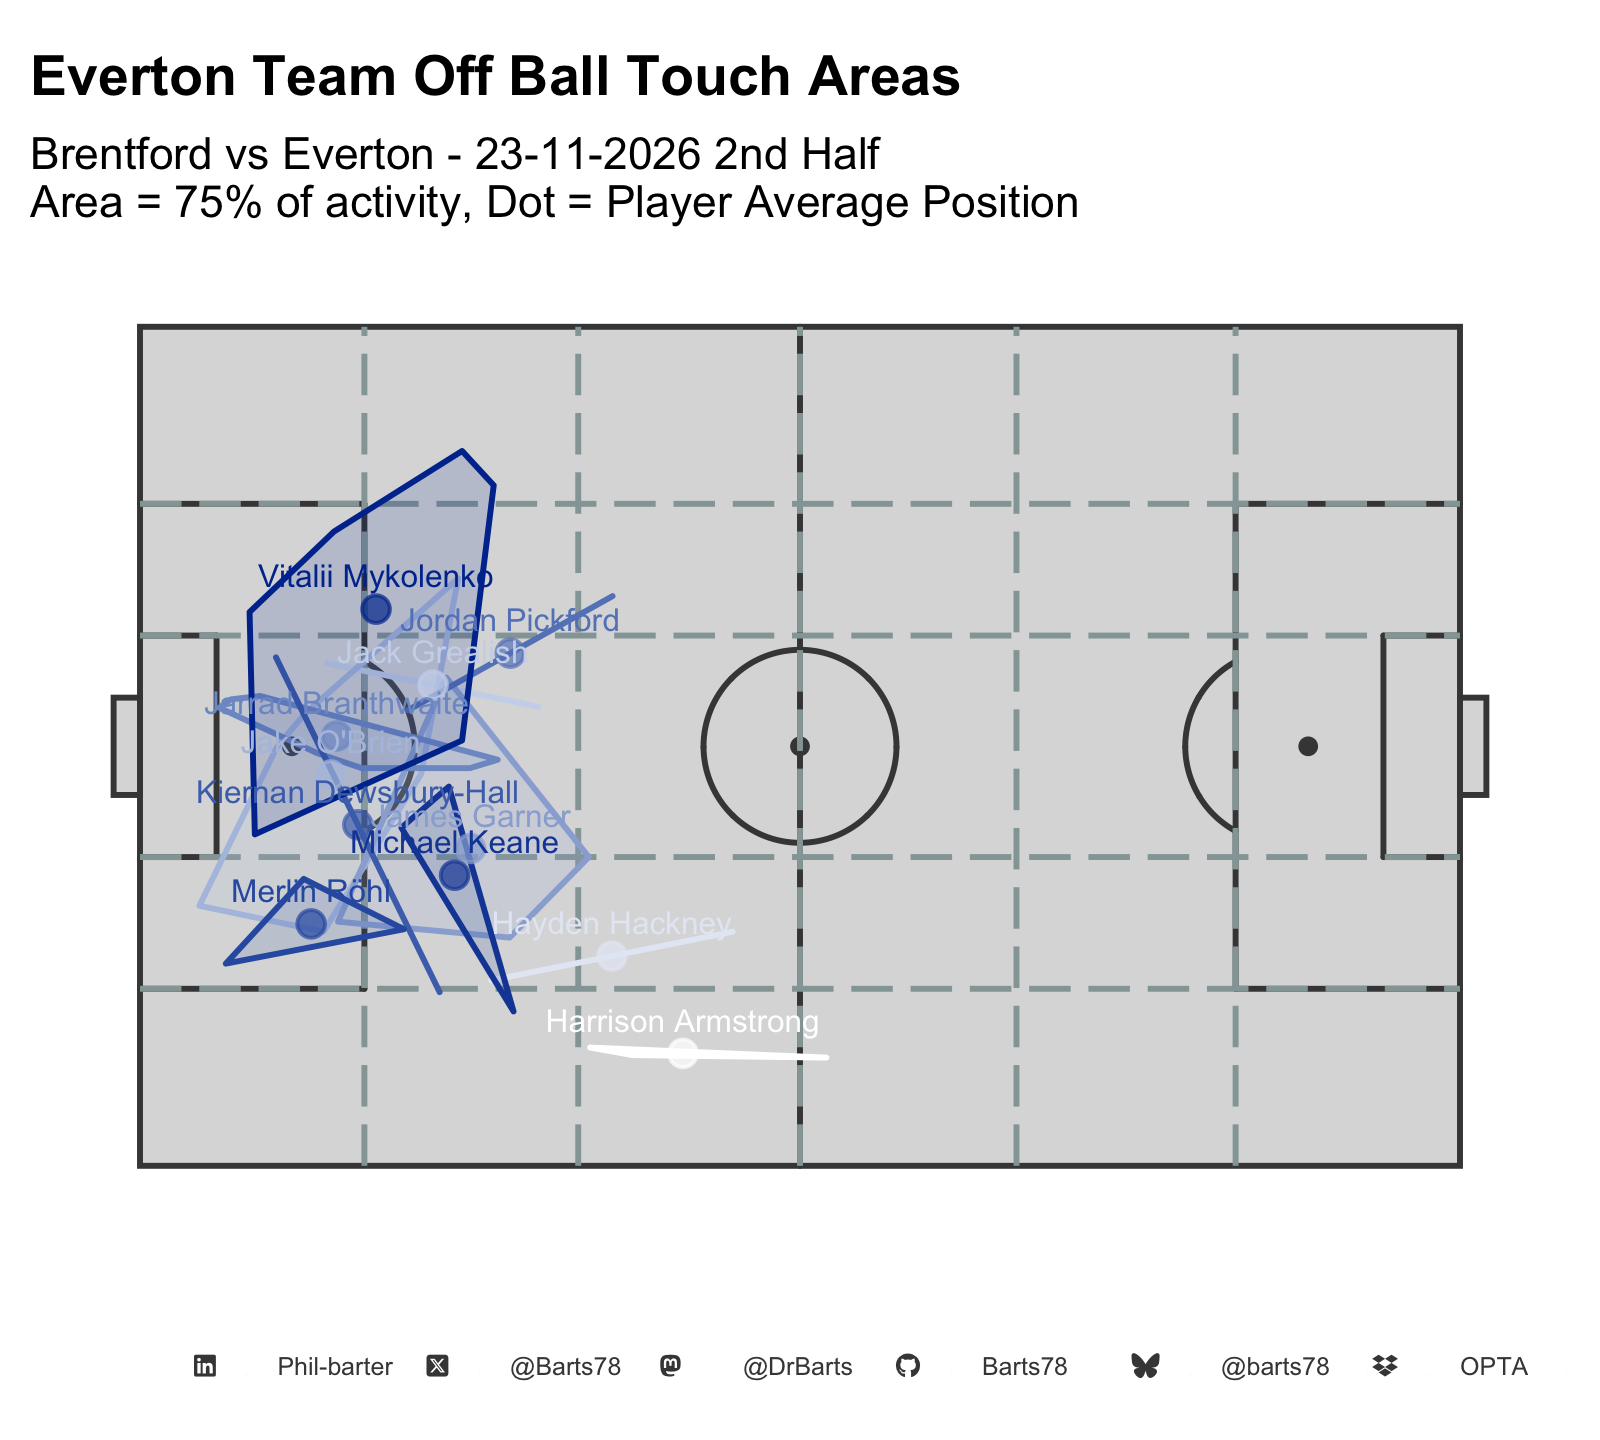 Everton Team Off Ball Touch Areas
Brentford vs Everton - 23-11-2026 2nd Half
Area = 75% of activity, Dot = Player Average Position
Vitalii Mykolenko
Jordan Pickford
Jack Grealish
Jarrad Branthwaite
Jake O'Brien
Kiernan Dewsbury-Hall
James Garner
Michael Keane
Merlin Röhl
Hayden Hackney
Harrison Armstrong
Phil-barter @Barts78 @DrBarts Barts78 @barts78 OPTA